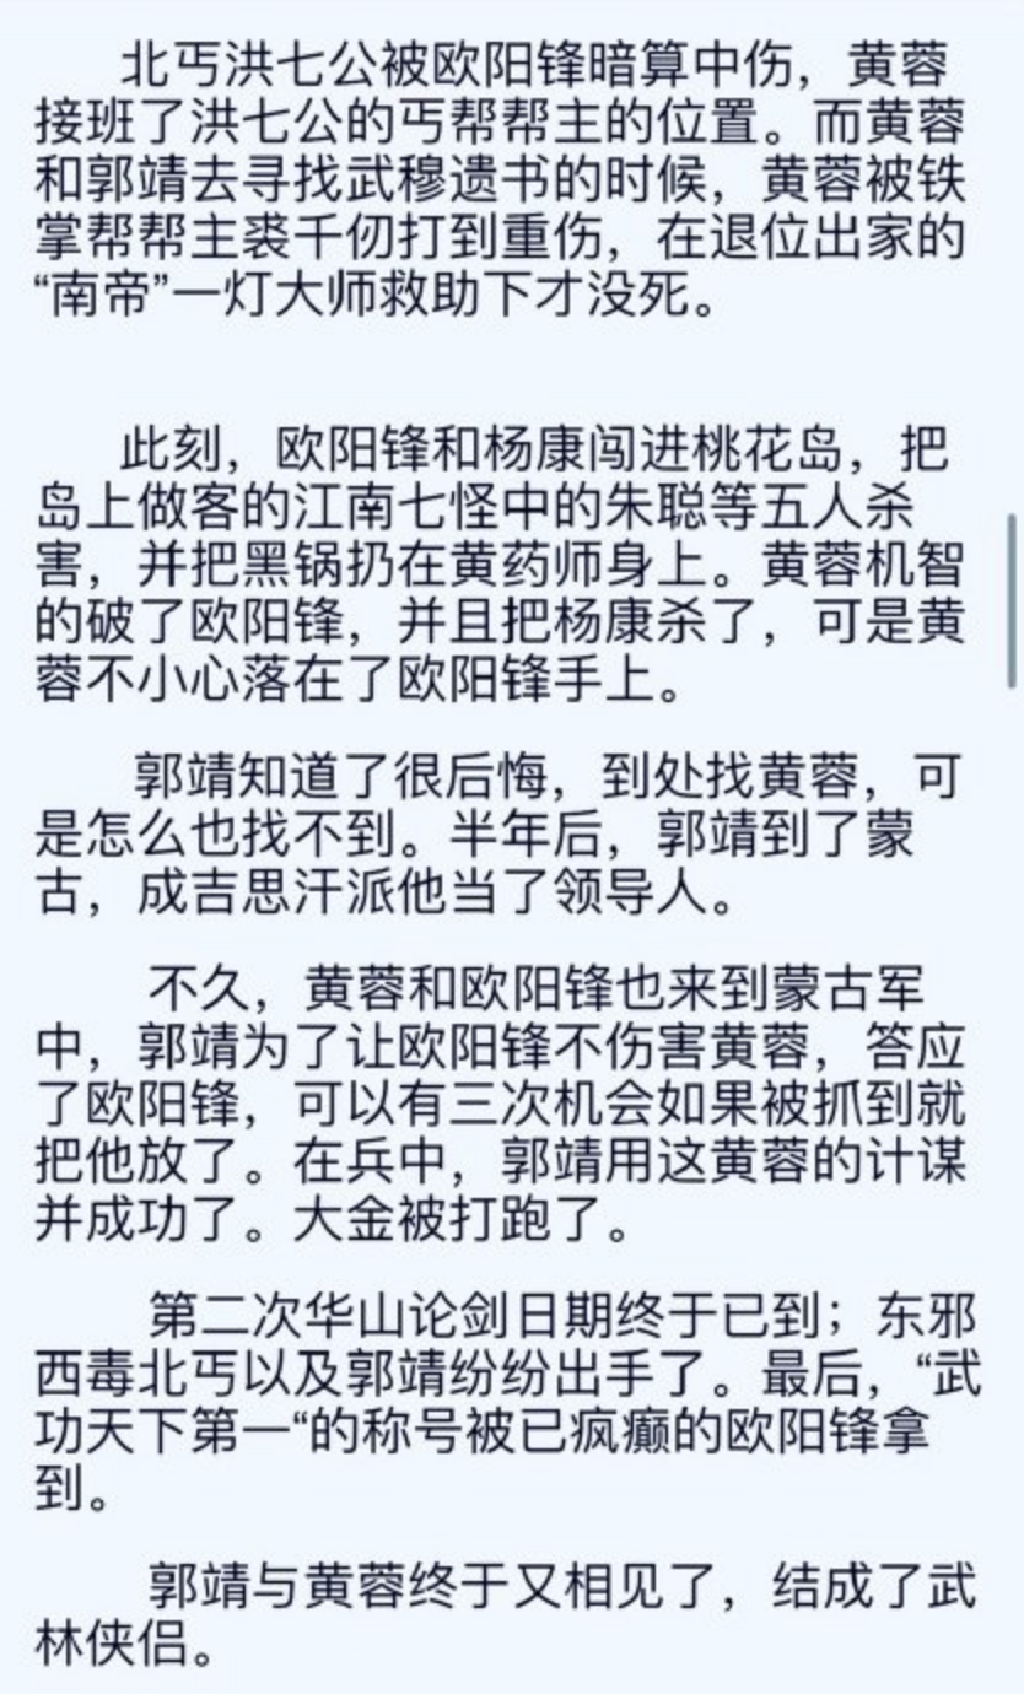 北丐洪七公被欧阳锋暗算中伤，黄蓉
接班了洪七公的丐帮帮主的位置。而黄蓉
和郭靖去寻找武穆遗书的时候，黄蓉被铁
掌帮帮主裘千仞打到重伤，在退位出家的
“南帝”一灯大师救助下才没死。
此刻，欧阳锋和杨康闯进桃花岛，把
岛上做客的江南七怪中的朱聪等五人杀
害，并把黑锅扔在黄药师身上。黄蓉机智
的破了欧阳锋，并且把杨康杀了，可是黄
蓉不小心落在了欧阳锋手上。
郭靖知道了很后悔，到处找黄蓉，可
是怎么也找不到。半年后，郭靖到了蒙
古，成吉思汗派他当了领导人。
不久，黄蓉和欧阳锋也来到蒙古军
中，郭靖为了让欧阳锋不伤害黄蓉，答应
了欧阳锋，可以有三次机会如果被抓到就
把他放了。在兵中，郭靖用这黄蓉的计谋
并成功了。大金被打跑了。
第二次华山论剑日期终于已到；东邪
西毒北丐以及郭靖纷纷出手了。最后，“武
功天下第一“的称号被已疯癫的欧阳锋拿
到。
郭靖与黄蓉终于又相见了，结成了武
林侠侣。